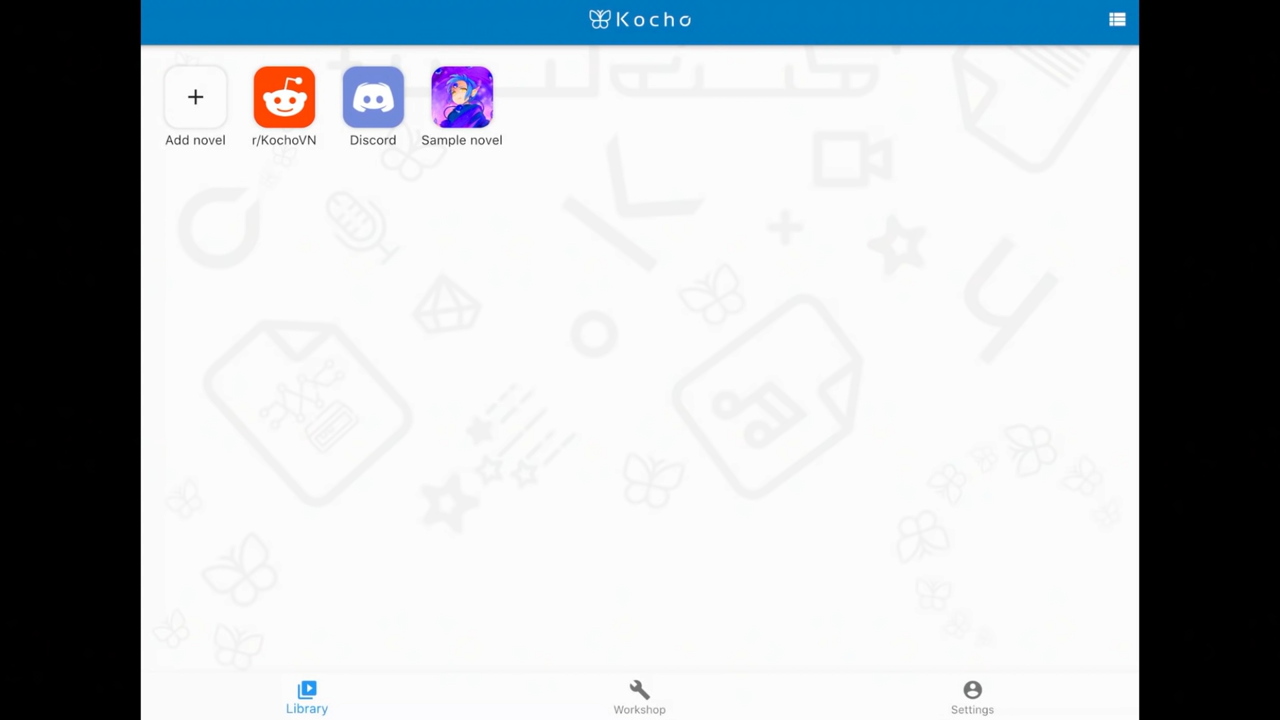 Kocho
Add novel
r/KochoVN
Discord
Sample novel
Library
Workshop
Settings